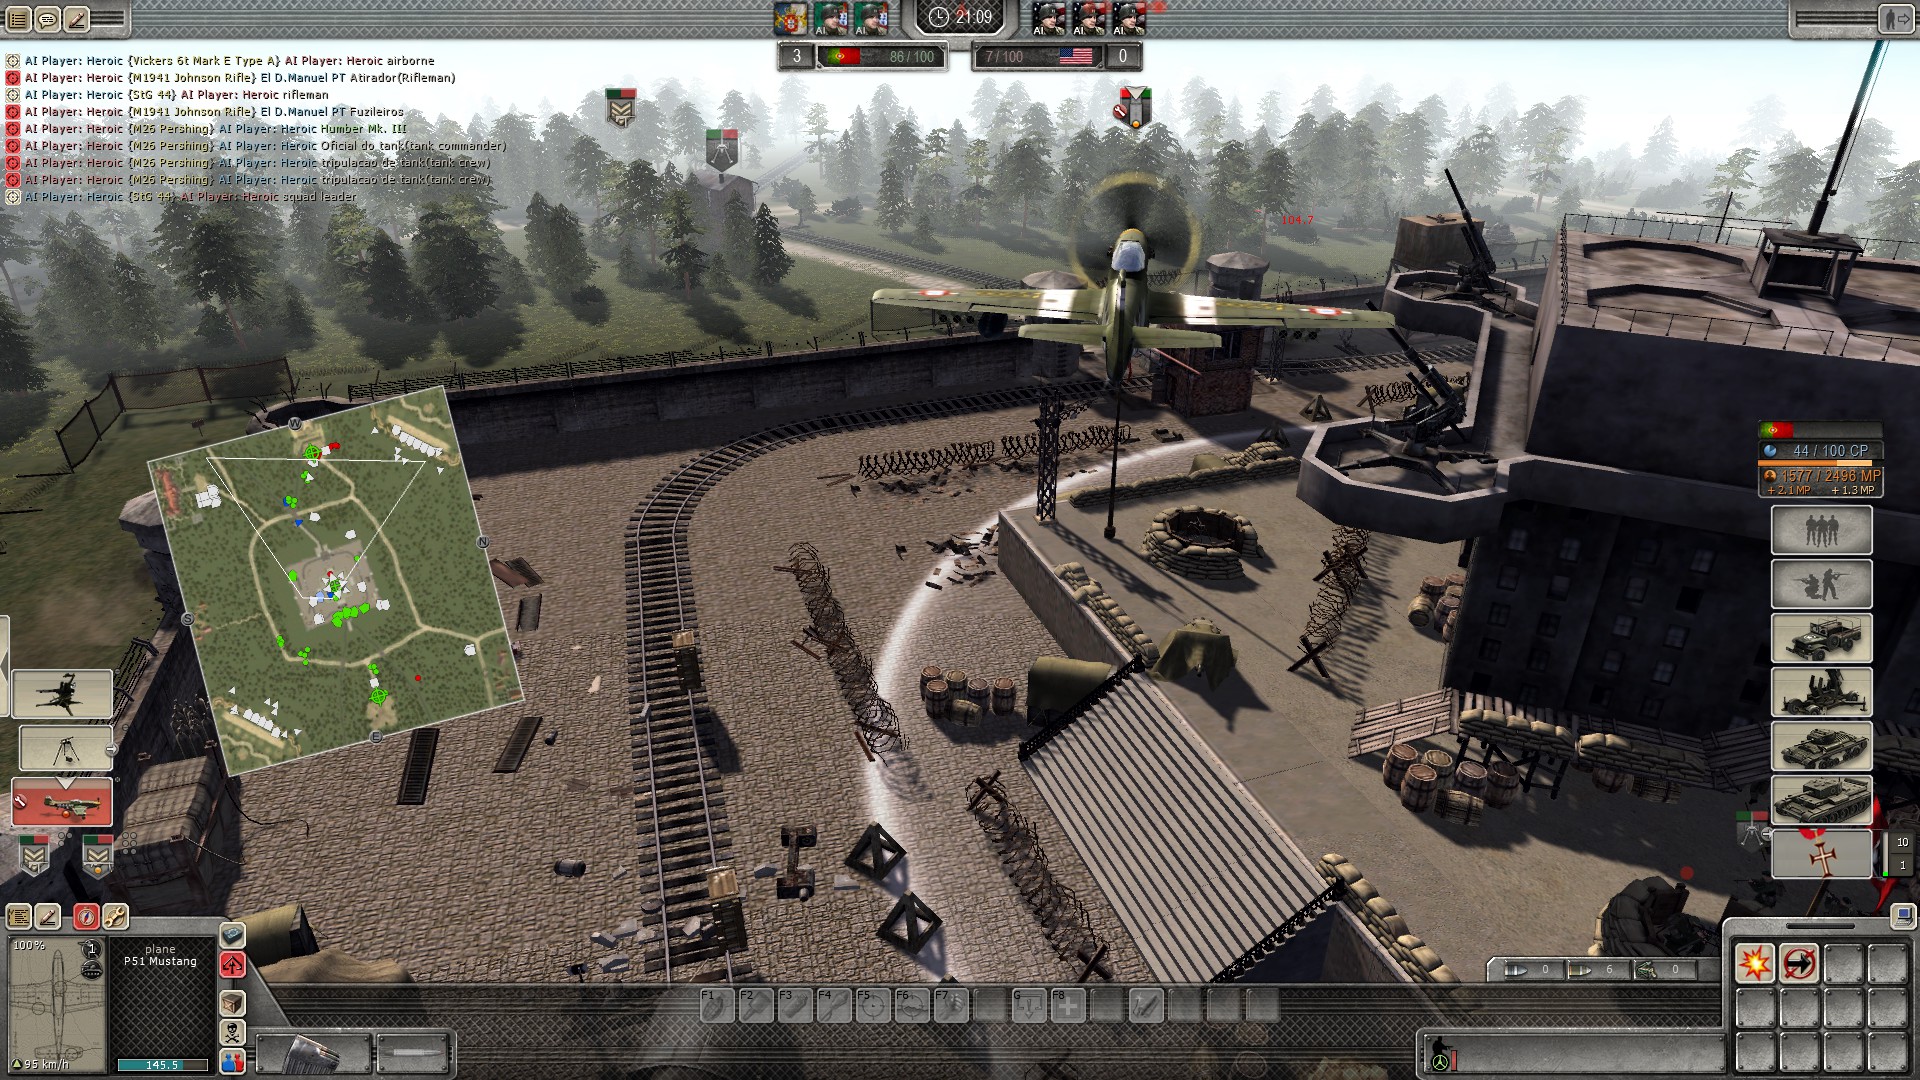 21:09
AI.
AI.
AI.
AI.
AI.
3
86/100
7/100
0
AI Player: Heroic {Vickers 6t Mark E Type A} AI Player: Heroic airborne
AI Player: Heroic {M1941 Johnson Rifle} El D.Manuel PT Atirador(Rifleman)
AI Player: Heroic {StG 44} AI Player: Heroic rifleman
AI Player: Heroic {M1941 Johnson Rifle} El D.Manuel PT Fuzileiros
AI Player: Heroic {M26 Pershing} AI Player: Heroic Humber Mk. III
AI Player: Heroic {M26 Pershing} AI Player: Heroic Oficial do tank(tank commander)
AI Player: Heroic {M26 Pershing} AI Player: Heroic tripulacao de tank(tank crew)
AI Player: Heroic {M26 Pershing} AI Player: Heroic tripulacao de tank(tank crew)
AI Player: Heroic {StG 44} AI Player: Heroic squad leader
104.7
W
N
S
E
44 / 100 CP
1577 / 2496 MP
+2.1 MP +1.3 MP
10
1
100%
1
plane
P51 Mustang
95 km/h
145.5
F1 F2 F3 F4 F5 F6 F7 G F8
0 6 0